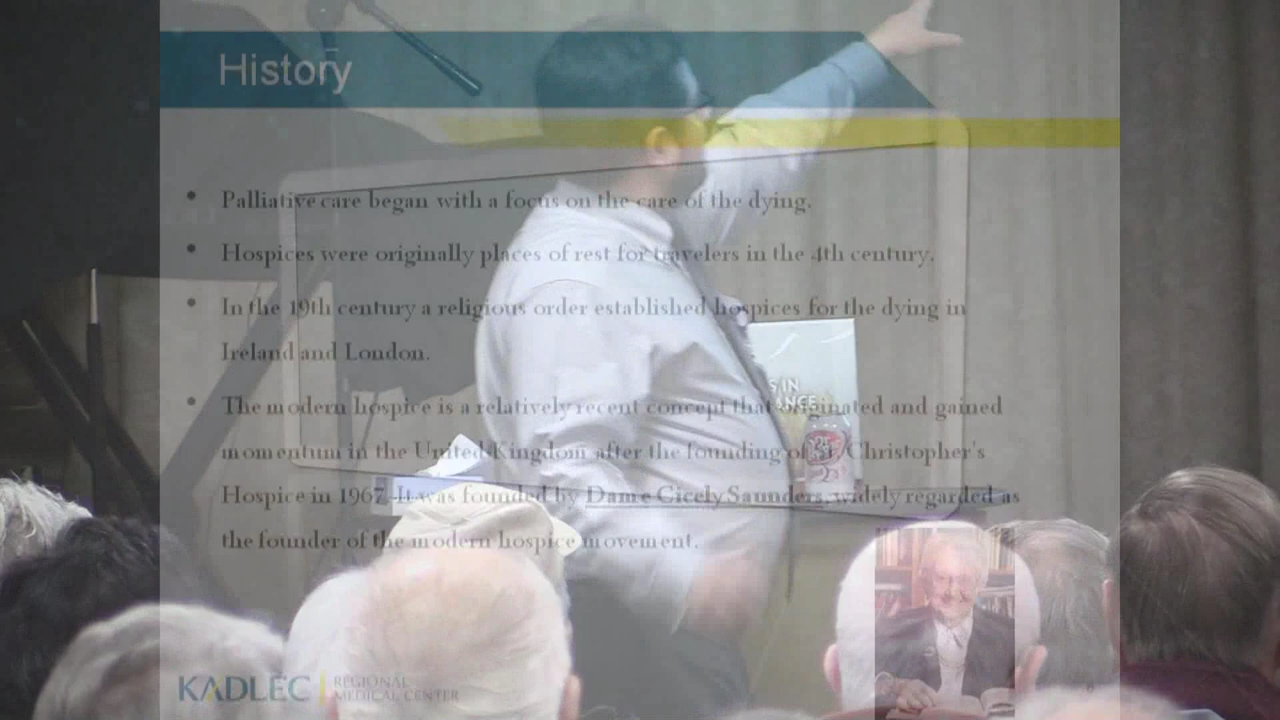 History
• Palliative care began with a focus on the care of the dying.
• Hospices were originally places of rest for travelers in the 4th century.
• In the 19th century a religious order established hospices for the dying in
Ireland and London.
• The modern hospice is a relatively recent concept that originated and gained
momentum in the United Kingdom after the founding of St. Christopher's
Hospice in 1967. It was founded by Dame Cicely Saunders, widely regarded as
the founder of the modern hospice movement.
S IN
ANCE
KADLEC REGIONAL
MEDICAL CENTER